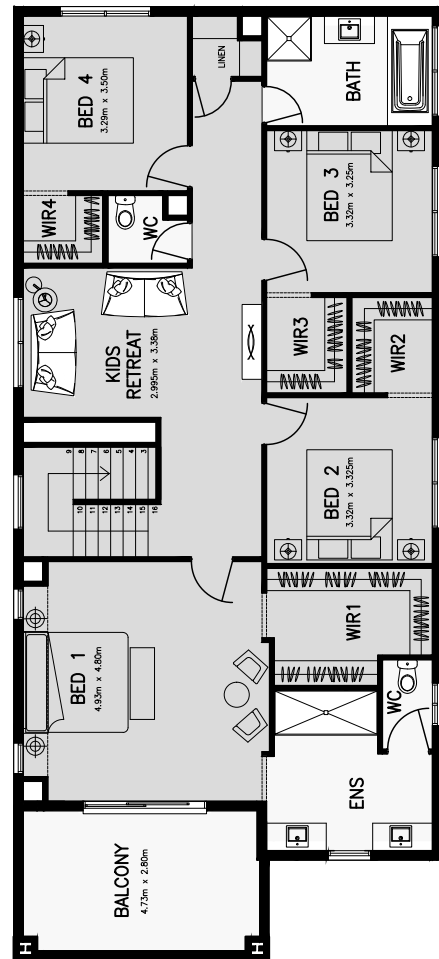 LINEN
BATH
BED 4
3.29m x 3.50m
BED 3
3.32m x 3.25m
WIR4
WC
KIDS
RETREAT
2.995m x 3.38m
WIR3
WIR2
9
8
7
6
5
4
3
10
11
12
13
14
15
16
BED 2
3.32m x 3.325m
WIR1
BED 1
4.93m x 4.80m
WC
ENS
BALCONY
4.73m x 2.80m
H
H